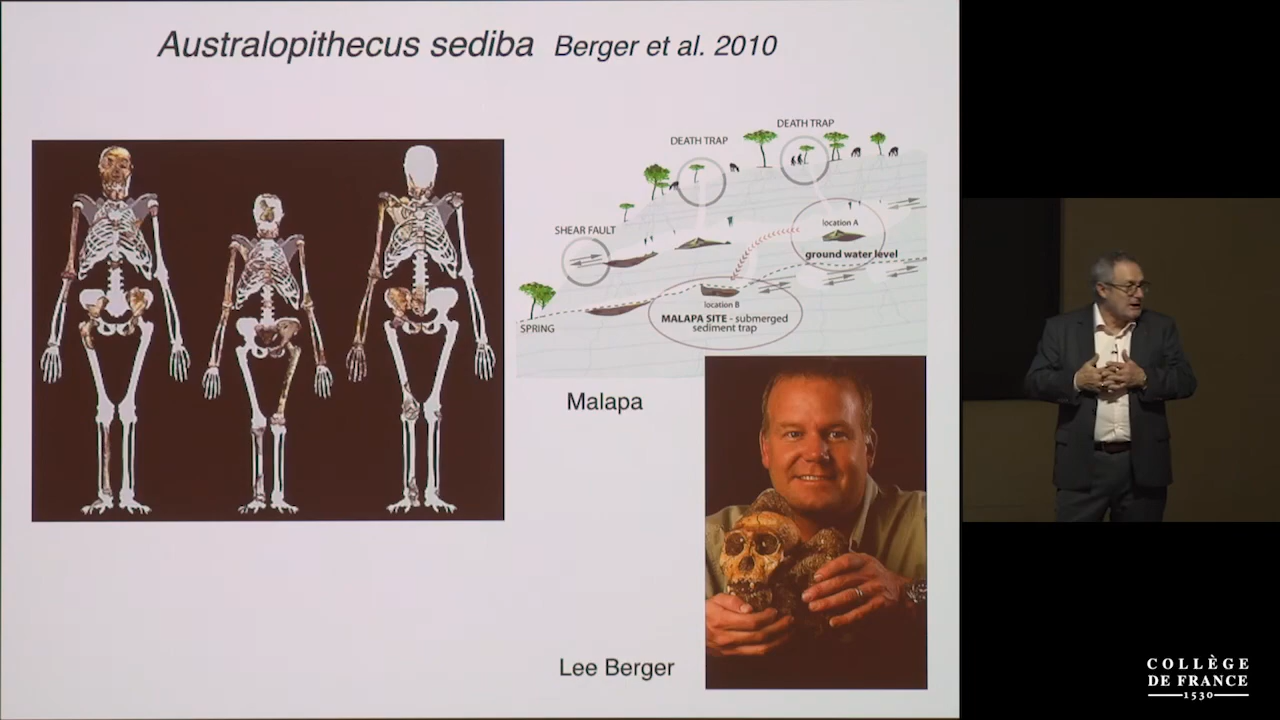 Australopithecus sediba Berger et al. 2010
DEATH TRAP
DEATH TRAP
SHEAR FAULT
location A
ground water level
location B
MALAPA SITE - submerged
sediment trap
SPRING
Malapa
Lee Berger
COLLÈGE
DE FRANCE
1530